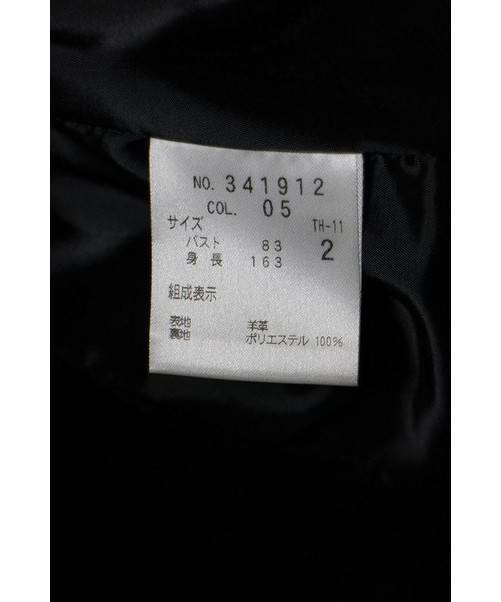 NO. 341912
COL. 05
サイズ TH-11
バスト 83 2
身長 163
組成表示
表地 羊革
裏地 ポリエステル 100%